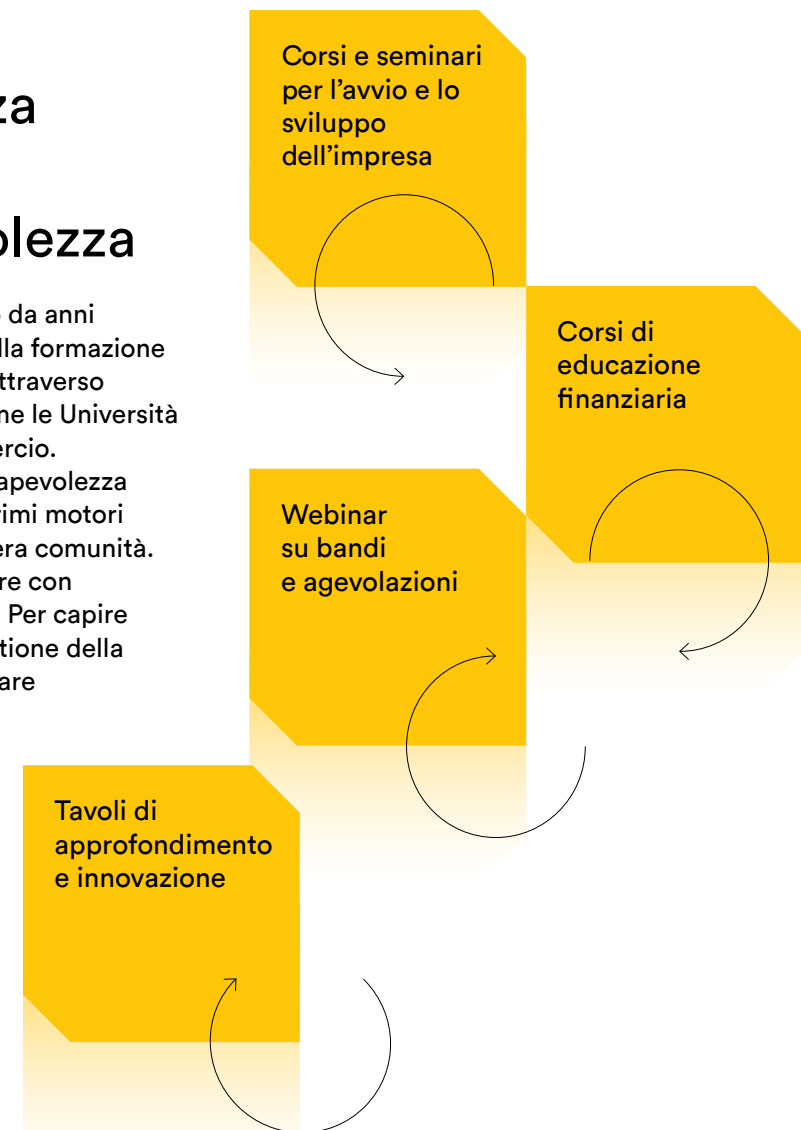 za
olezza
da anni
lla formazione
ttraverso
ne le Università
ercio.
apevolezza
rimi motori
era comunità.
re con
Per capire
tione della
are
Corsi e seminari
per l’avvio e lo
sviluppo
dell’impresa
Corsi di
educazione
finanziaria
Webinar
su bandi
e agevolazioni
Tavoli di
approfondimento
e innovazione